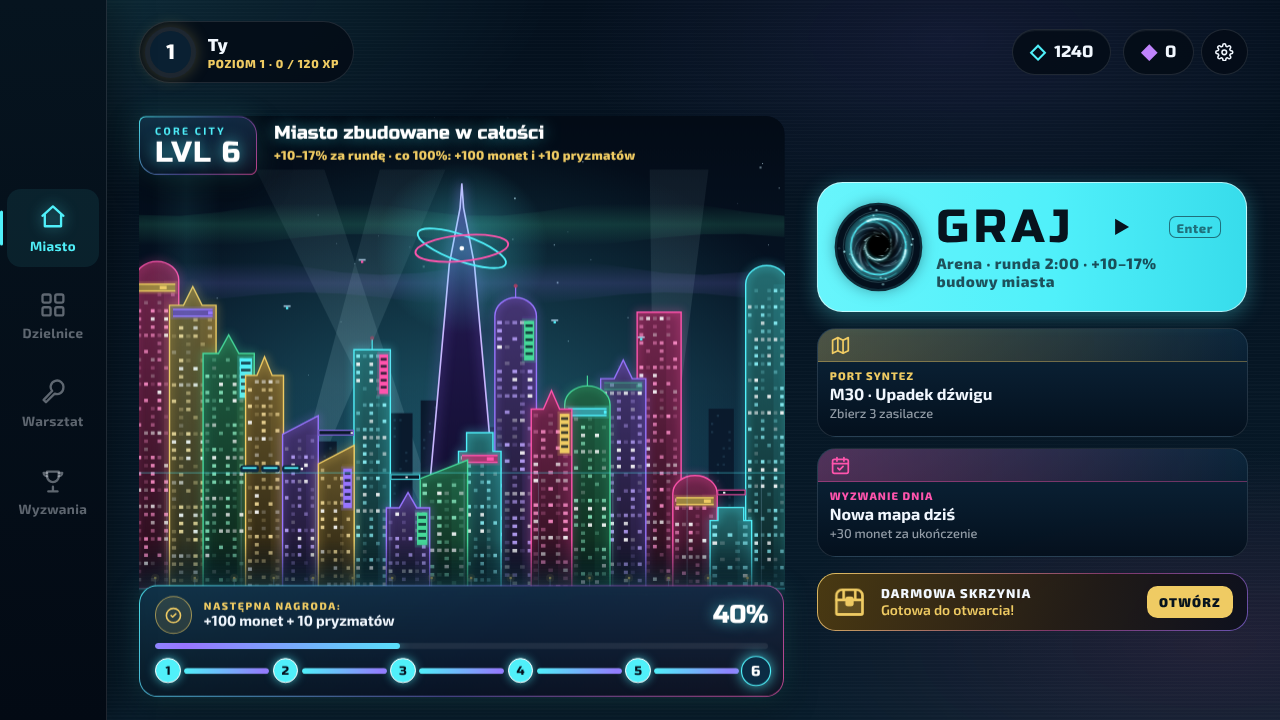 1
Ty
POZIOM 1 · 0 / 120 XP
1240
0
Miasto
Dzielnice
Warsztat
Wyzwania
CORE CITY
LVL 6
Miasto zbudowane w całości
+10–17% za rundę · co 100%: +100 monet i +10 pryzmatów
NASTĘPNA NAGRODA:
+100 monet + 10 pryzmatów
40%
1 2 3 4 5 6
GRAJ
Enter
Arena · runda 2:00 · +10–17%
budowy miasta
PORT SYNTEZ
M30 · Upadek dźwigu
Zbierz 3 zasilacze
WYZWANIE DNIA
Nowa mapa dziś
+30 monet za ukończenie
DARMOWA SKRZYNIA
Gotowa do otwarcia!
OTWÓRZ